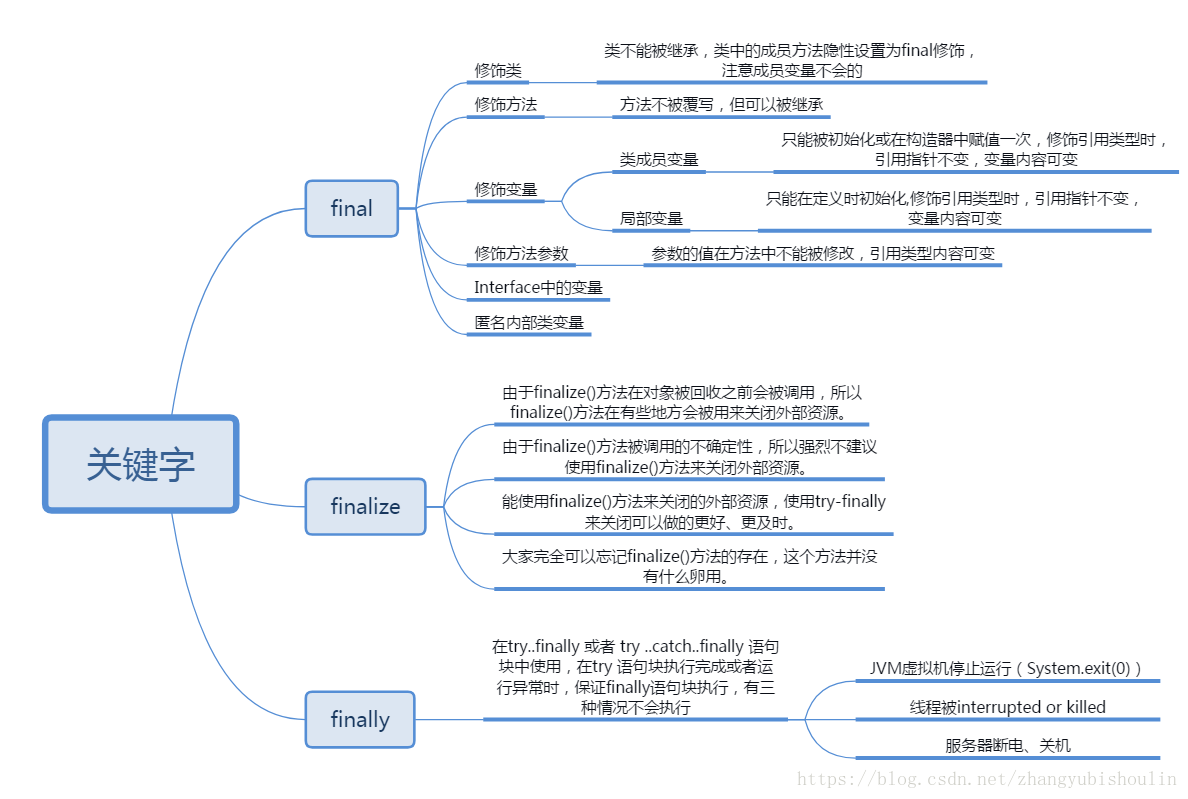 关键字
final
修饰类
类不能被继承，类中的成员方法隐性设置为final修饰，
注意成员变量不会的
修饰方法
方法不被覆写，但可以被继承
修饰变量
类成员变量
只能被初始化或在构造器中赋值一次，修饰引用类型时，
引用指针不变，变量内容可变
局部变量
只能在定义时初始化,修饰引用类型时，引用指针不变，
变量内容可变
修饰方法参数
参数的值在方法中不能被修改，引用类型内容可变
Interface中的变量
匿名内部类变量
finalize
由于finalize()方法在对象被回收之前会被调用，所以
finalize()方法在有些地方会被用来关闭外部资源。
由于finalize()方法被调用的不确定性，所以强烈不建议
使用finalize()方法来关闭外部资源。
能使用finalize()方法来关闭的外部资源，使用try-finally
来关闭可以做的更好、更及时。
大家完全可以忘记finalize()方法的存在，这个方法并没
有什么卵用。
finally
在try..finally 或者 try ..catch..finally 语句
块中使用，在try 语句块执行完成或者运
行异常时，保证finally语句块执行，有三
种情况不会执行
JVM虚拟机停止运行（System.exit(0)）
线程被interrupted or killed
服务器断电、关机
https://blog.csdn.net/zhangyubishoulin